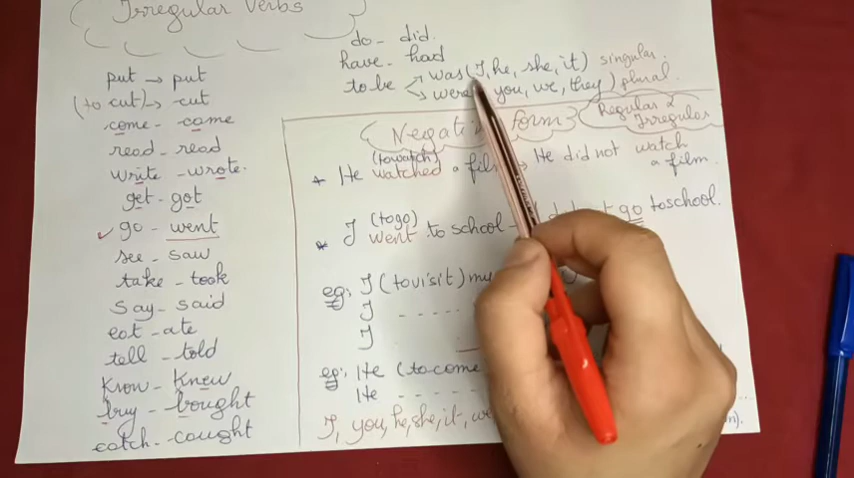 Irregular Verbs
put → put
(to cut) → cut
come - come
read - read
write - wrote.
get - got
✓ go - went
see - saw
take - took
say - said
eat - ate
tell - told
know - knew
buy - bought
catch - caught
do - did.
have - had
to be
was (I, he, she, it) singular.
were you, we, they) plural.
form
Regular &
Irregular
(to watch)
* He watched a film → He did not watch
a film.
(to go)
* I went to school - go to school.
eg: I (to visit) my
I - - - -
I
eg: He (to come
He - - - - -
I, you, he, she, it, we